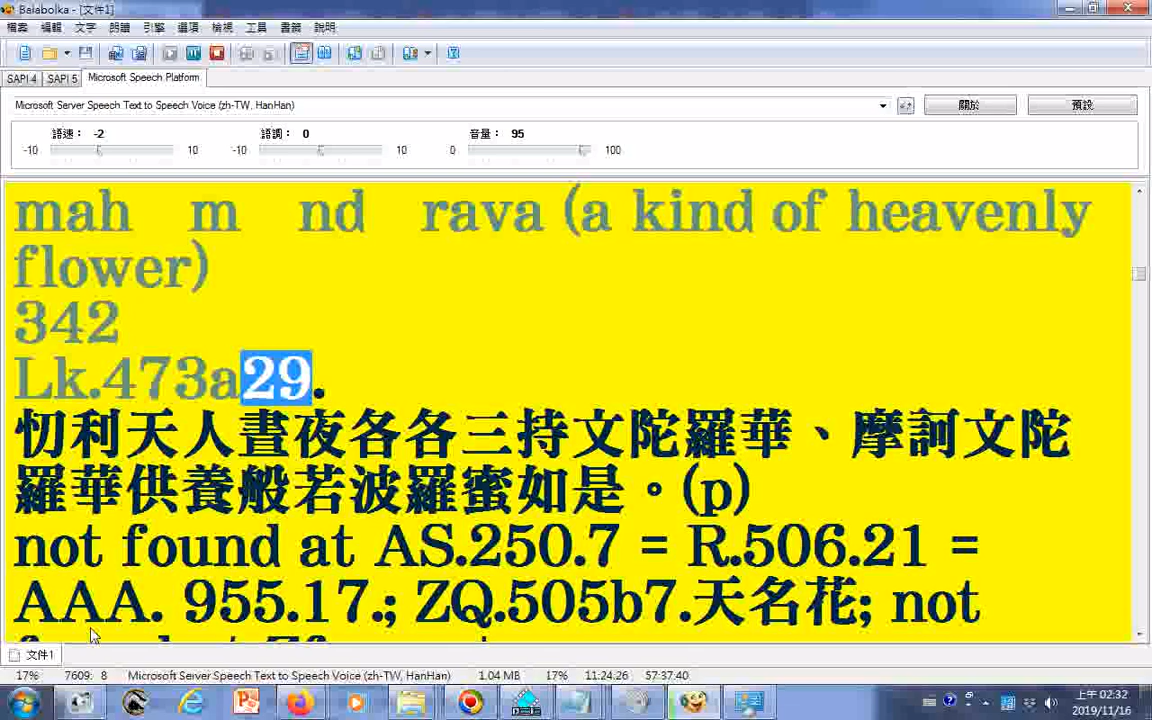 Balabolka - [文件1]
檔案 編輯 文字 朗讀 引擎 選項 檢視 工具 書籤 說明
SAPI 4 SAPI 5 Microsoft Speech Platform
Microsoft Server Speech Text to Speech Voice (zh-TW, HanHan) 關於 預設
語速： -2 語調： 0 音量： 95
-10 10 -10 10 0 100
mah m nd rava (a kind of heavenly
flower)
342
Lk.473a29.
忉利天人晝夜各各三持文陀羅華、摩訶文陀
羅華供養般若波羅蜜如是。(p)
not found at AS.250.7 = R.506.21 =
AAA. 955.17.; ZQ.505b7.天名花; not
文件1
17% 7609: 8 Microsoft Server Speech Text to Speech Voice (zh-TW, HanHan) 1.04 MB 17% 11:24:26 57:37:40
上午 02:32
2019/11/16